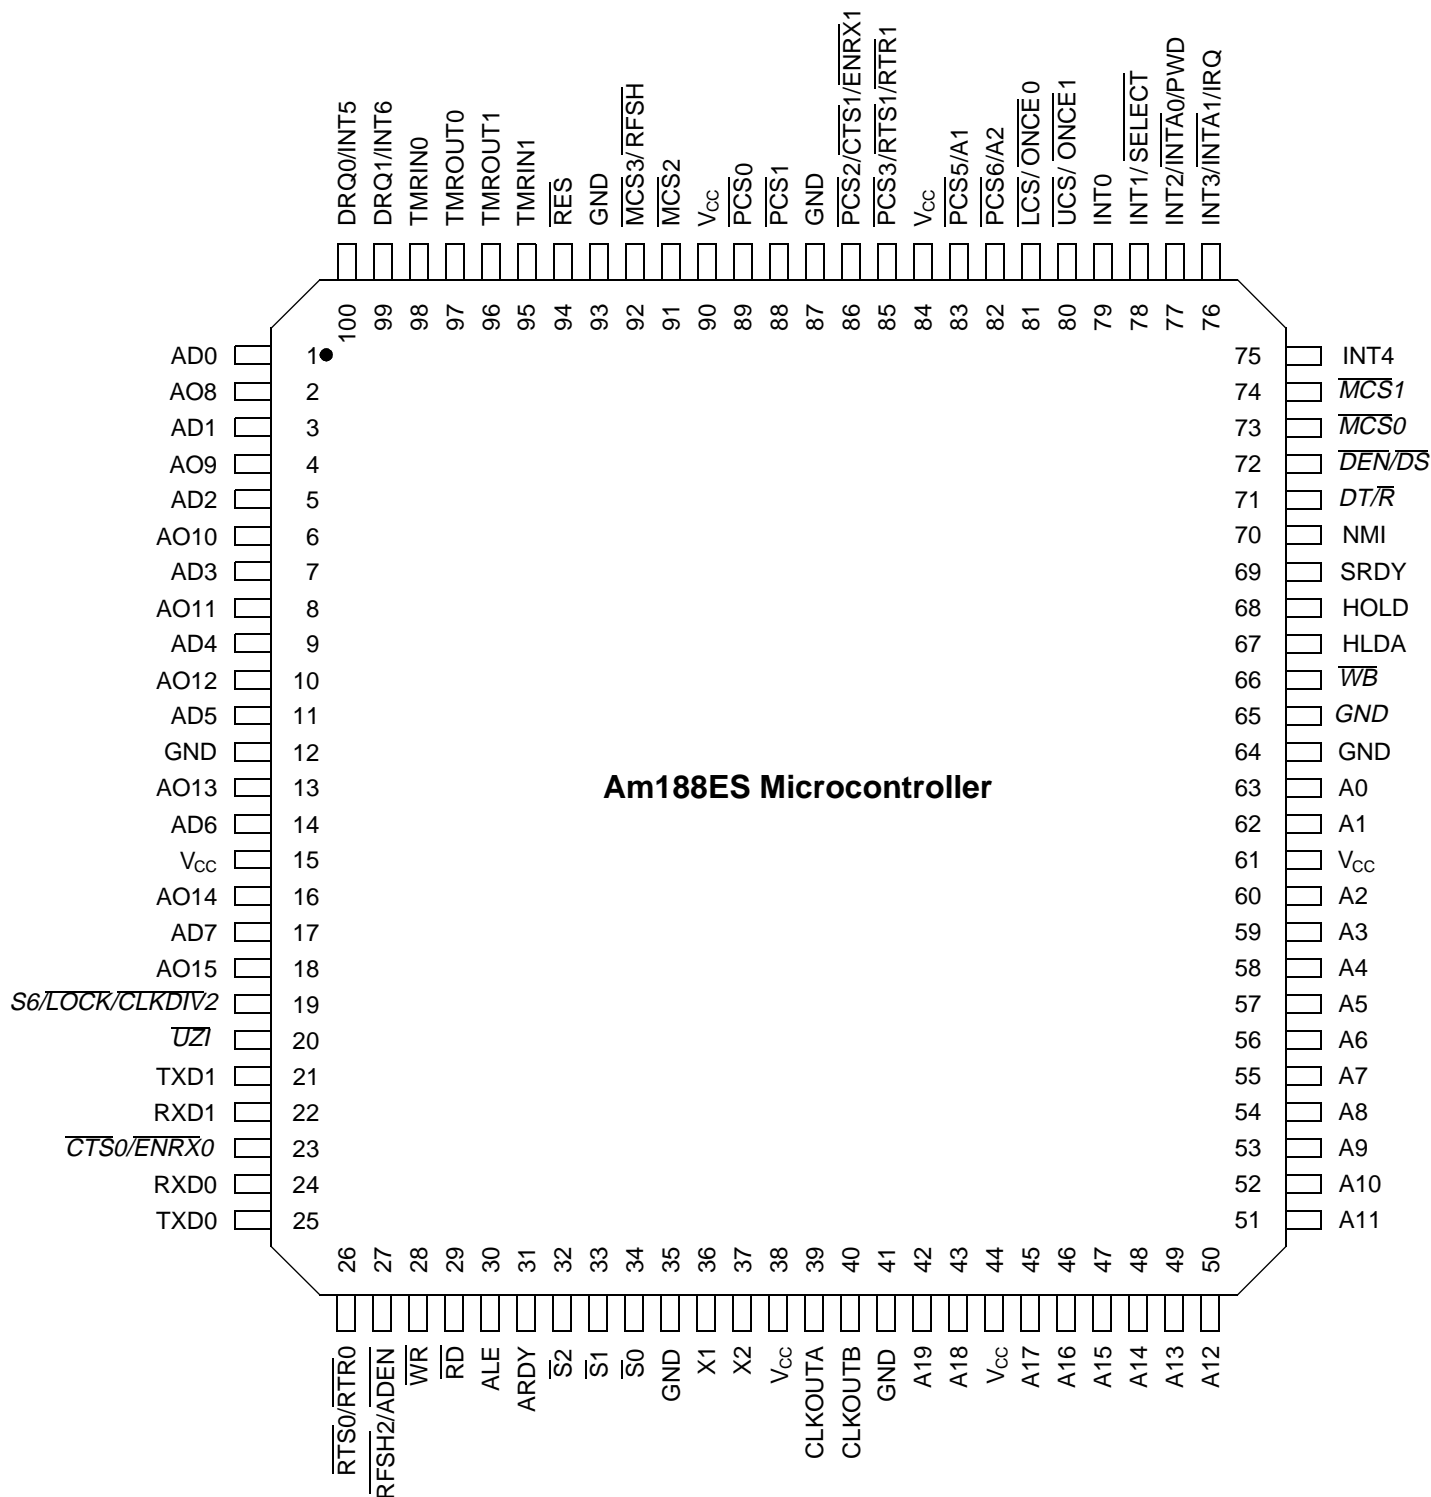 DRQ0/INT5
DRQ1/INT6
TMRIN0
TMROUT0
TMROUT1
TMRIN1
RES
GND
MCS3/RFSH
MCS2
VCC
PCS0
PCS1
GND
PCS2/CTS1/ENRX1
PCS3/RTS1/RTR1
VCC
PCS5/A1
PCS6/A2
LCS/ ONCE0
UCS/ ONCE1
INT0
INT1/ SELECT
INT2/INTA0/PWD
INT3/INTA1/IRQ
100
99
98
97
96
95
94
93
92
91
90
89
88
87
86
85
84
83
82
81
80
79
78
77
76
AD0 1
AO8 2
AD1 3
AO9 4
AD2 5
AO10 6
AD3 7
AO11 8
AD4 9
AO12 10
AD5 11
GND 12
AO13 13
AD6 14
VCC 15
AO14 16
AD7 17
AO15 18
S6/LOCK/CLKDIV2 19
UZI 20
TXD1 21
RXD1 22
CTS0/ENRX0 23
RXD0 24
TXD0 25
Am188ES Microcontroller
75 INT4
74 MCS1
73 MCS0
72 DEN/DS
71 DT/R
70 NMI
69 SRDY
68 HOLD
67 HLDA
66 WB
65 GND
64 GND
63 A0
62 A1
61 VCC
60 A2
59 A3
58 A4
57 A5
56 A6
55 A7
54 A8
53 A9
52 A10
51 A11
26
27
28
29
30
31
32
33
34
35
36
37
38
39
40
41
42
43
44
45
46
47
48
49
50
RTS0/RTR0
RFSH2/ADEN
WR
RD
ALE
ARDY
S2
S1
S0
GND
X1
X2
VCC
CLKOUTA
CLKOUTB
GND
A19
A18
VCC
A17
A16
A15
A14
A13
A12